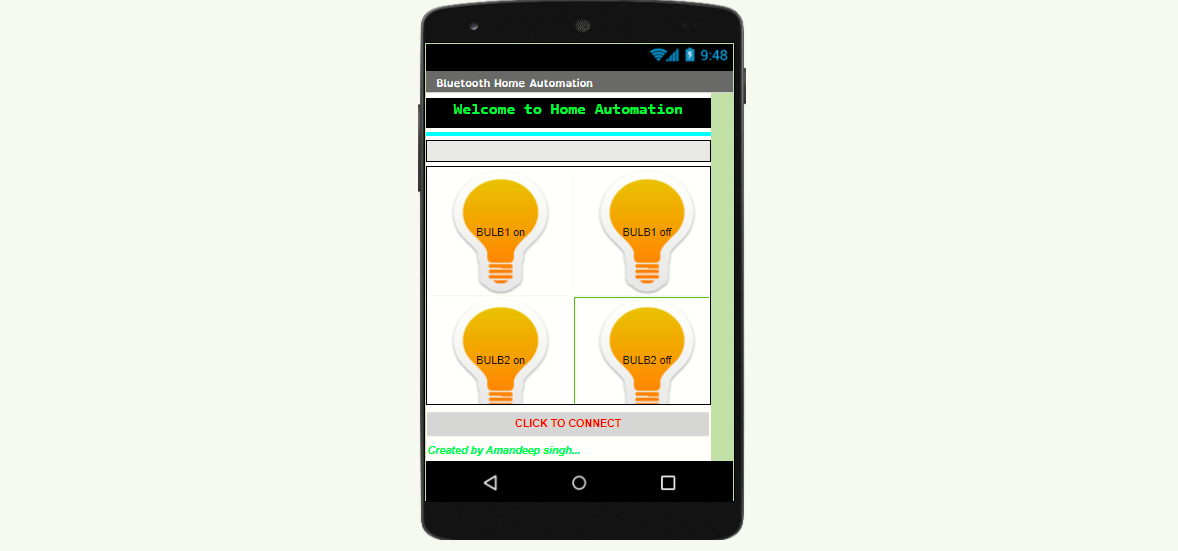 9:48
Bluetooth Home Automation
Welcome to Home Automation
BULB1 on
BULB1 off
BULB2 on
BULB2 off
CLICK TO CONNECT
Created by Amandeep singh...